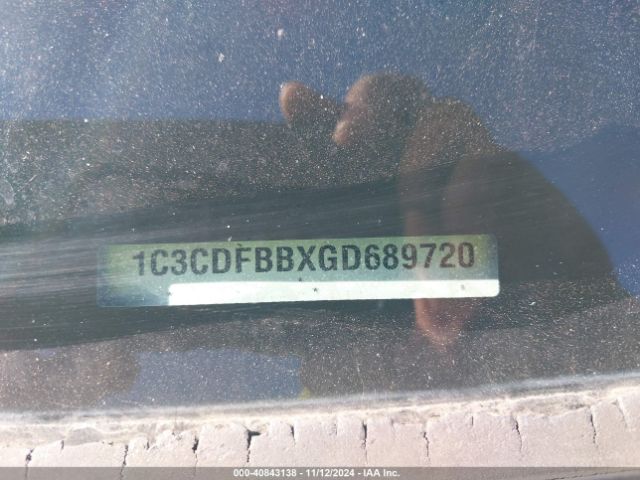 1C3CDFBBXGD689720
000-40843138 - 11/12/2024 - IAA Inc.